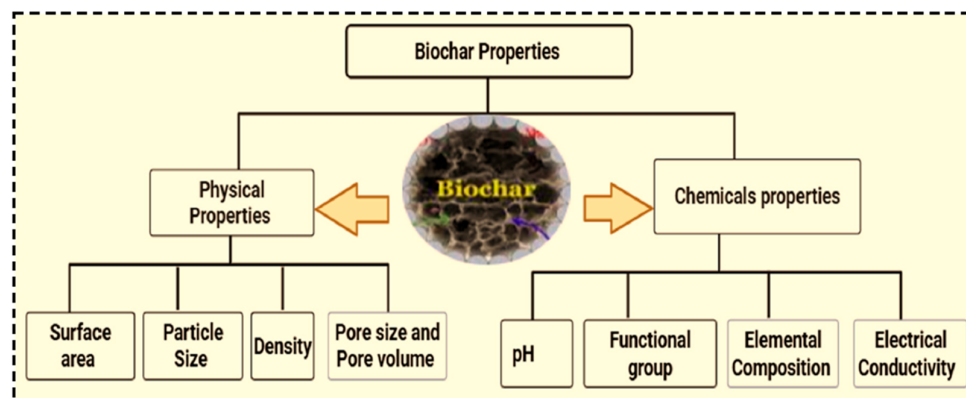 Biochar Properties
Physical
Properties
Biochar
Chemicals properties
Surface
area
Particle
Size
Density
Pore size and
Pore volume
pH
Functional
group
Elemental
Composition
Electrical
Conductivity